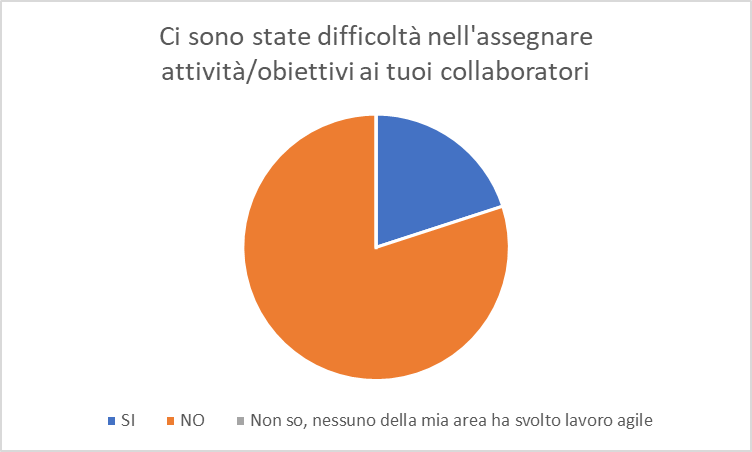 Ci sono state difficoltà nell'assegnare
attività/obiettivi ai tuoi collaboratori
SI NO Non so, nessuno della mia area ha svolto lavoro agile